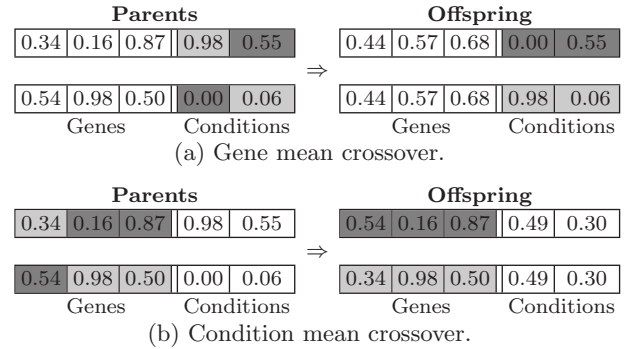 Parents Offspring
0.34 0.16 0.87 0.98 0.55 0.44 0.57 0.68 0.00 0.55
⇒
0.54 0.98 0.50 0.00 0.06 0.44 0.57 0.68 0.98 0.06
Genes Conditions Genes Conditions
(a) Gene mean crossover.
Parents Offspring
0.34 0.16 0.87 0.98 0.55 0.54 0.16 0.87 0.49 0.30
⇒
0.54 0.98 0.50 0.00 0.06 0.34 0.98 0.50 0.49 0.30
Genes Conditions Genes Conditions
(b) Condition mean crossover.